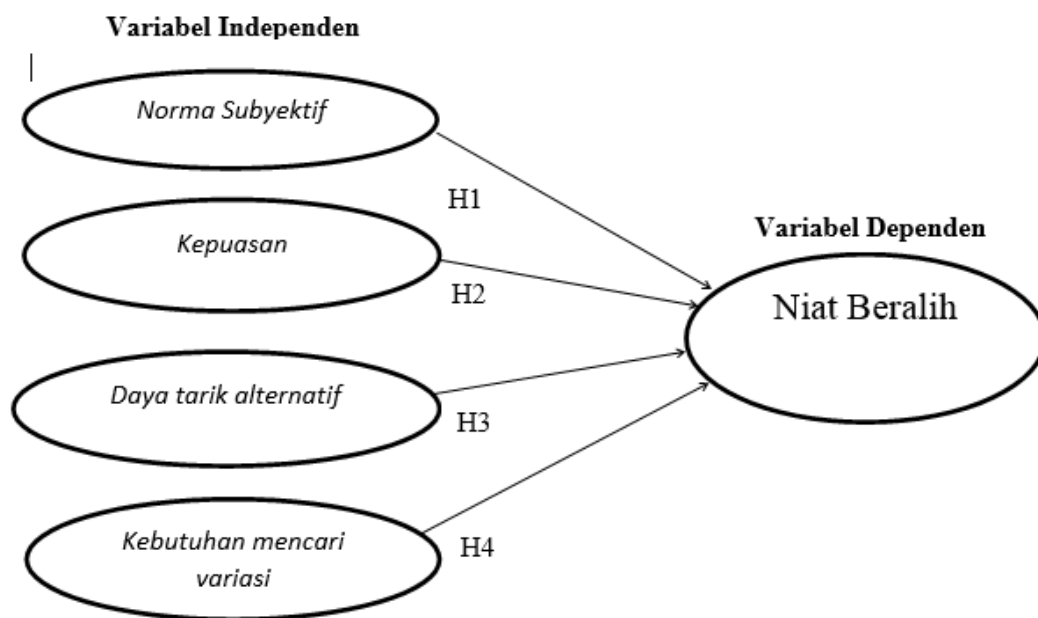 Variabel Independen
Norma Subyektif
H1
Kepuasan
H2
Variabel Dependen
Niat Beralih
Daya tarik alternatif
H3
Kebutuhan mencari
variasi
H4